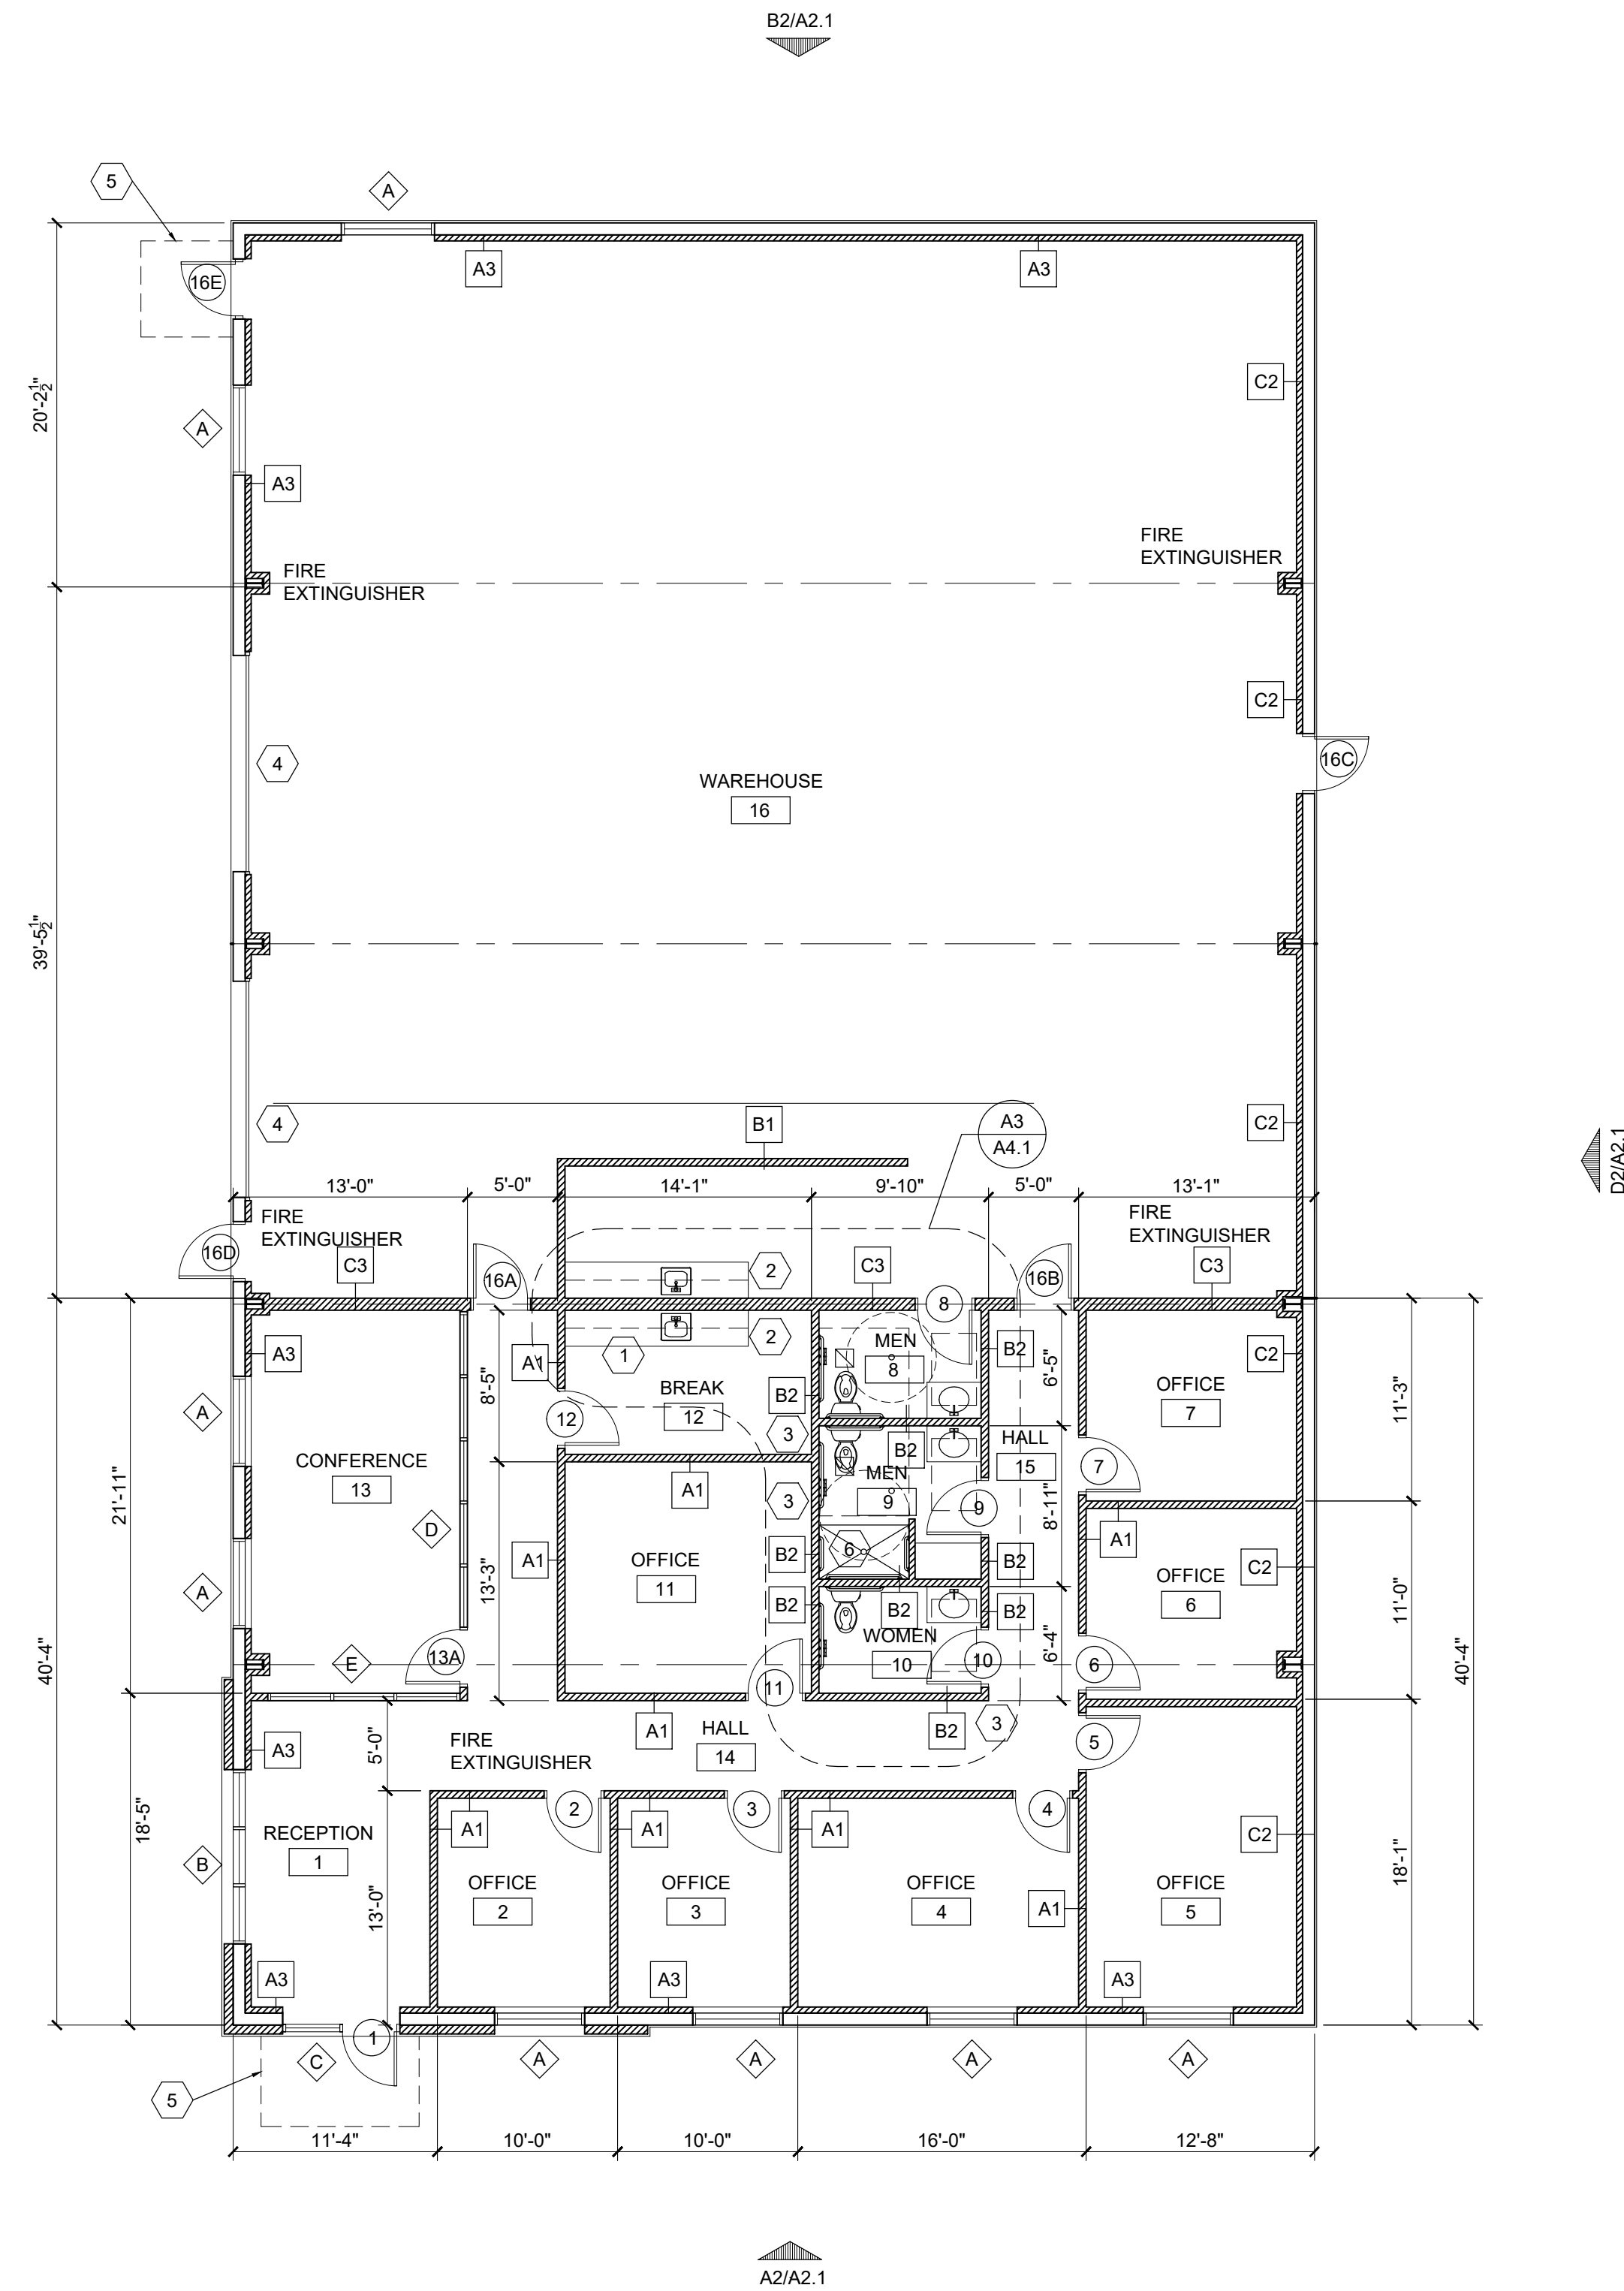 B2/A2.1
5
A
16E
A3
A3
20'-2½"
C2
A
A3
FIRE
EXTINGUISHER
FIRE
EXTINGUISHER
C2
4
16C
WAREHOUSE
16
39'-5½"
4
B1
A3
A4.1
C2
D2/A2.1
13'-0"
5'-0"
14'-1"
9'-10"
5'-0"
13'-1"
FIRE
EXTINGUISHER
FIRE
EXTINGUISHER
16D
C3
16A
2
C3
16B
C3
8
A3
1
2
A1
MEN
8
B2
C2
6'-5"
8'-5"
BREAK
12
B2
OFFICE
7
11'-3"
A
12
3
B2
HALL
15
CONFERENCE
13
A1
7
21'-11"
3
MEN
9
9
8'-11"
D
A1
A1
B2
6
B2
OFFICE
11
C2
OFFICE
6
A
13'-3"
B2
B2
B2
11'-0"
WOMEN
10
10
6'-4"
40'-4"
40'-4"
E
13A
11
6
A3
5'-0"
FIRE
EXTINGUISHER
A1
HALL
14
B2
3
5
2
3
4
18'-5"
RECEPTION
1
A1
A1
A1
C2
B
18'-1"
OFFICE
2
OFFICE
3
OFFICE
4
A1
OFFICE
5
13'-0"
A3
A3
A3
1
C
A
A
A
A
5
11'-4"
10'-0"
10'-0"
16'-0"
12'-8"
A2/A2.1